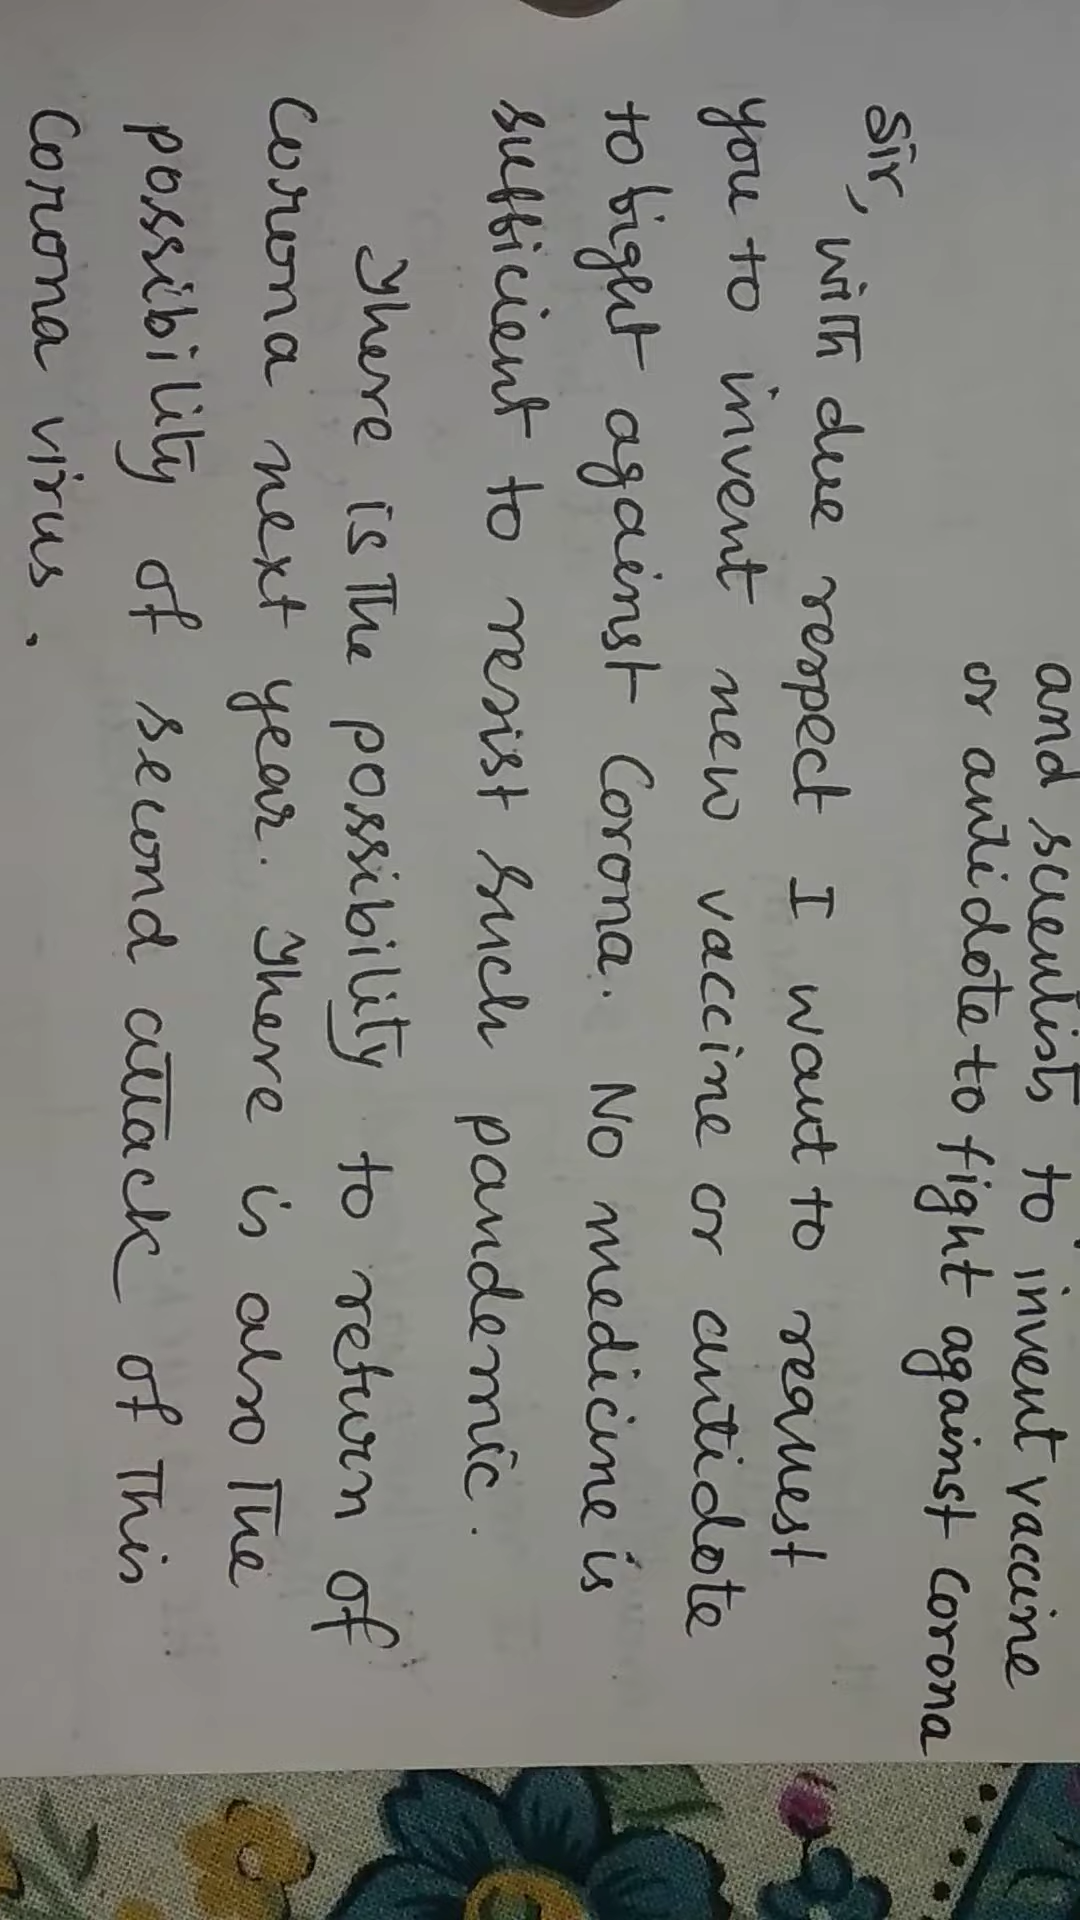 and scientists to invent vaccine
or antidote to fight against corona
Sir,
with due respect I want to request
you to invent new vaccine or antidote
to bight against Corona. No medicine is
sufficient to resist such pandemic.
There is the possibility to return of
Corona next year. There is also the
possibility of second attack of this
Corona virus.